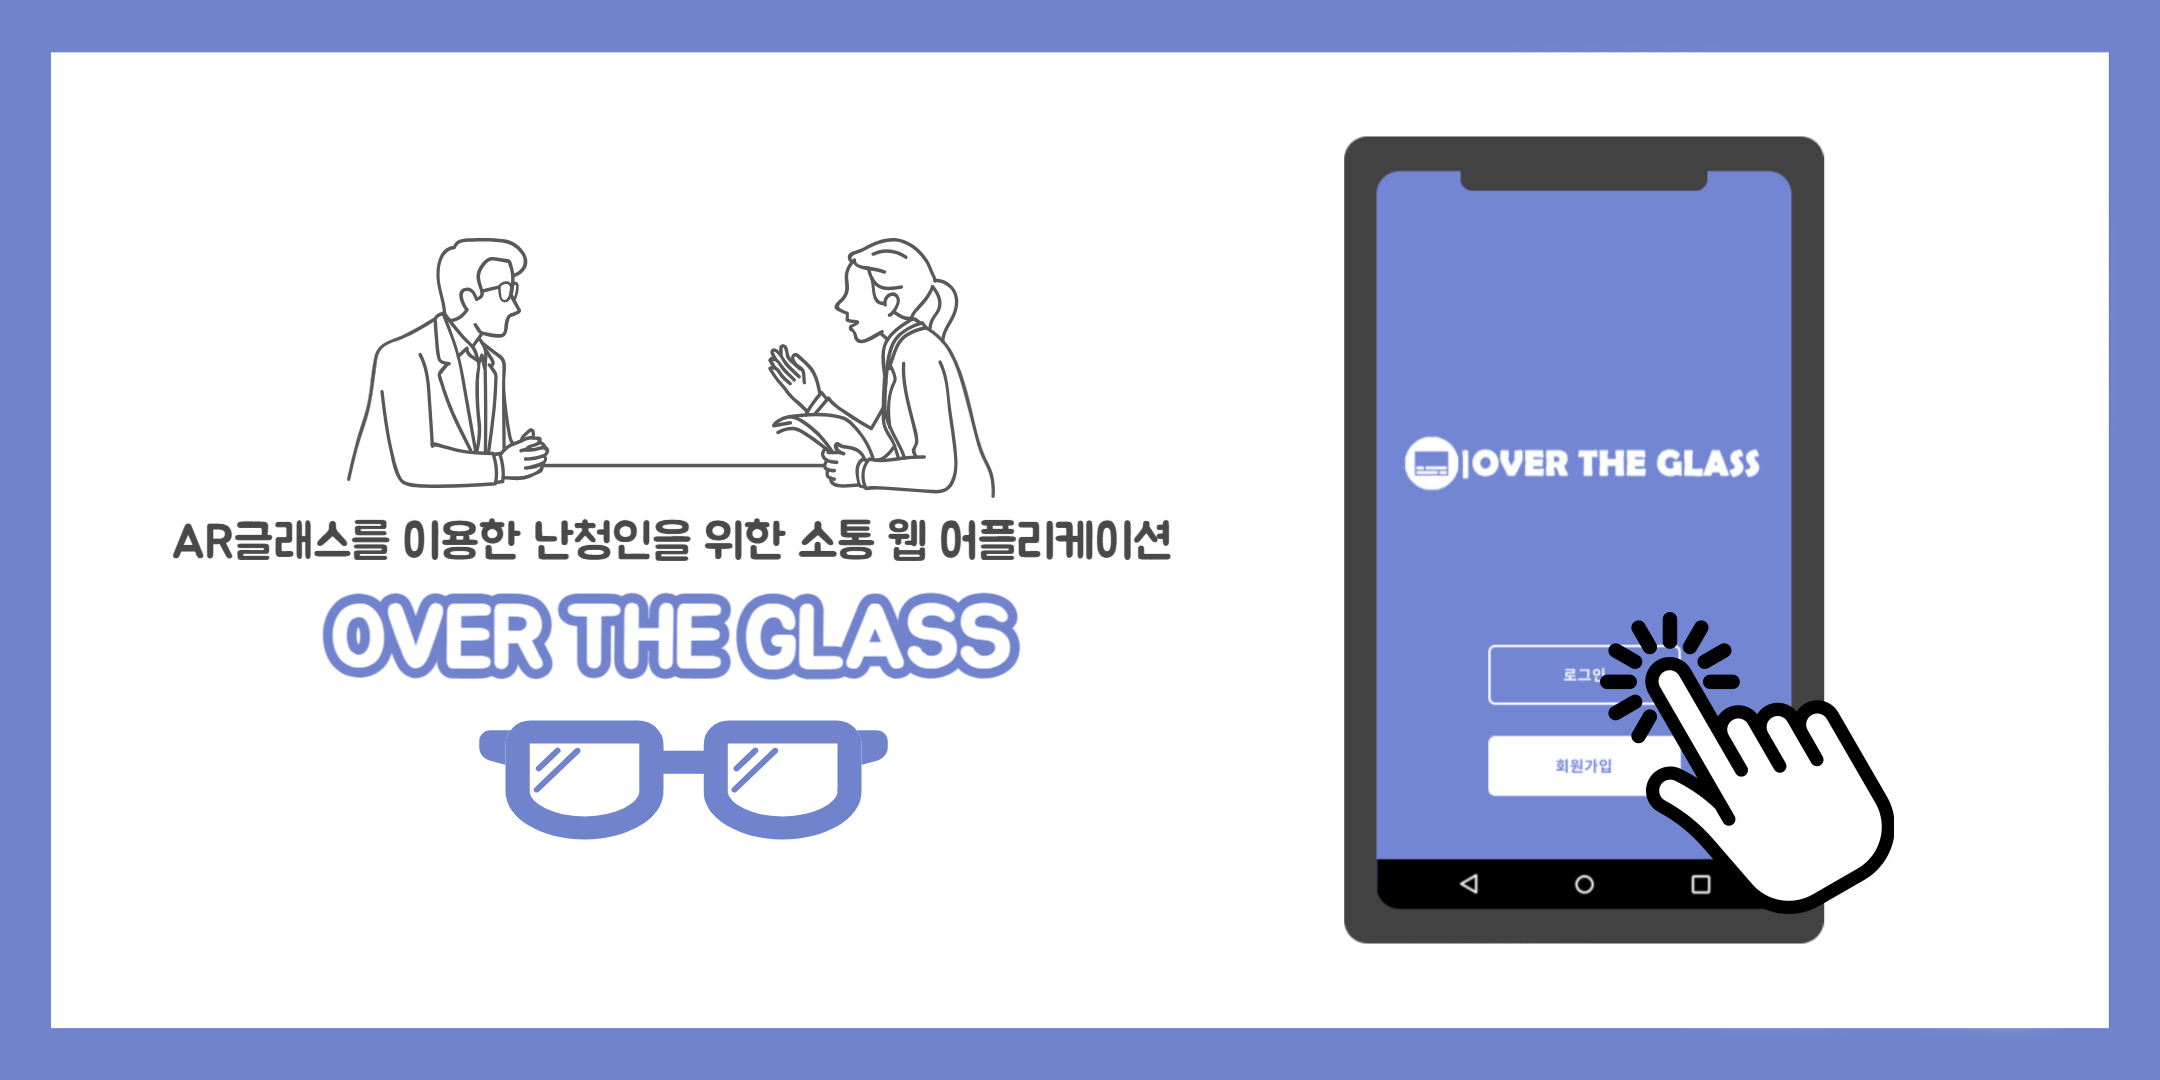 AR글래스를 이용한 난청인을 위한 소통 웹 어플리케이션
OVER THE GLASS
|OVER THE GLASS
로그인
회원가입